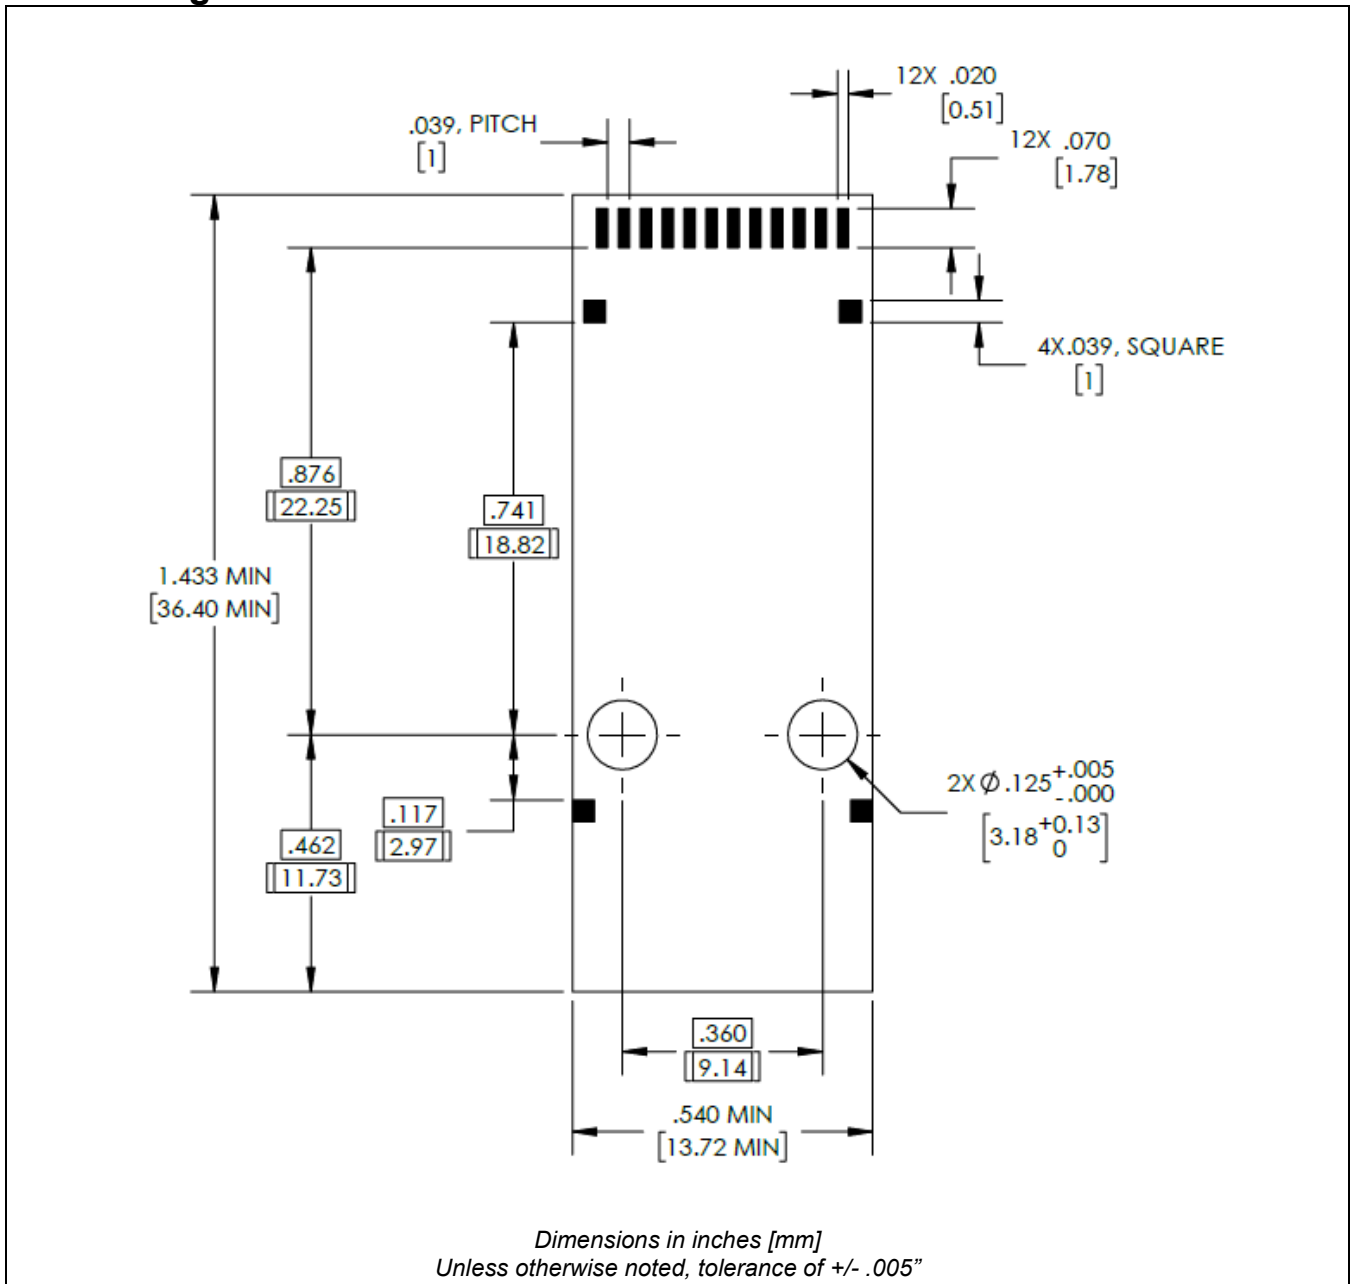 12X .020
[0.51]
.039, PITCH
[1]
12X .070
[1.78]
4X.039, SQUARE
[1]
.876
[22.25]
.741
[18.82]
1.433 MIN
[36.40 MIN]
2X Ø .125 +.005 -.000
[3.18 +0.13 0]
.117
[2.97]
.462
[11.73]
.360
[9.14]
.540 MIN
[13.72 MIN]
Dimensions in inches [mm]
Unless otherwise noted, tolerance of +/- .005”